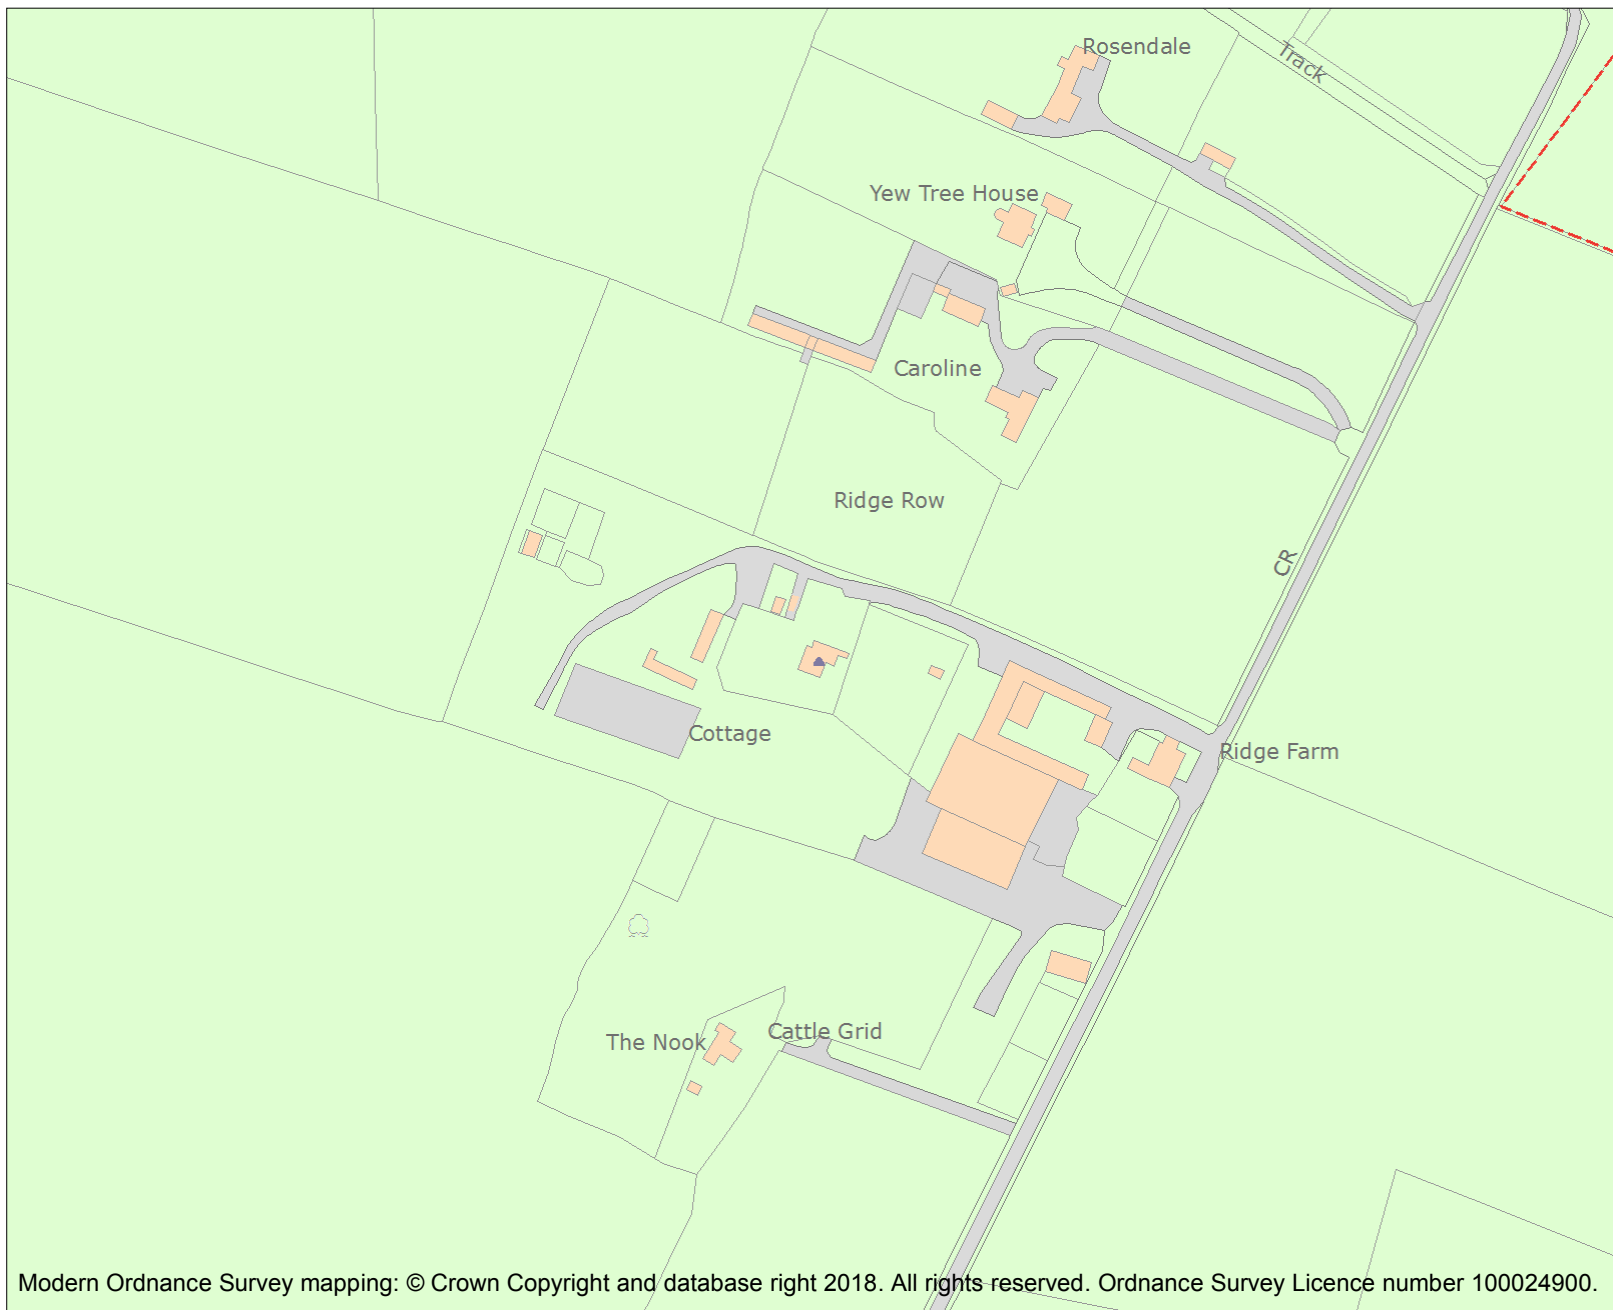 Rosendale
Track
Yew Tree House
Caroline
Ridge Row
CR
Cottage
Ridge Farm
Cattle Grid
The Nook
Modern Ordnance Survey mapping: © Crown Copyright and database right 2018. All rights reserved. Ordnance Survey Licence number 100024900.